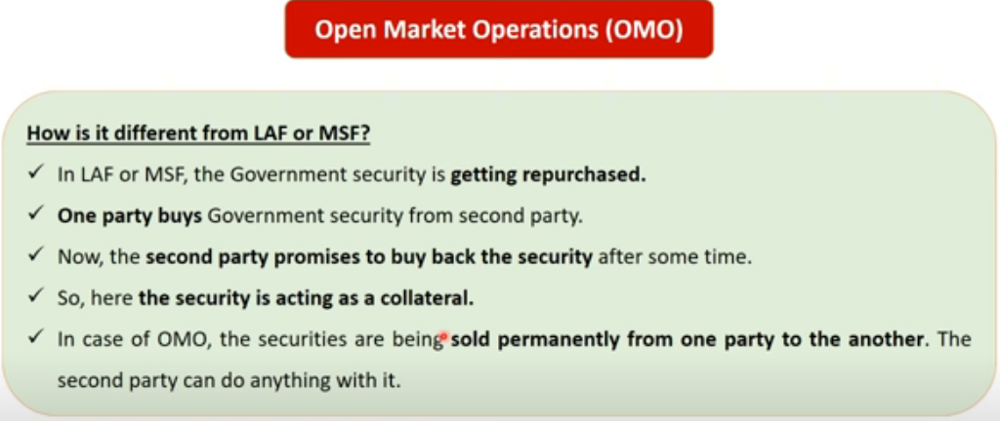 Open Market Operations (OMO)
How is it different from LAF or MSF?
✓ In LAF or MSF, the Government security is getting repurchased.
✓ One party buys Government security from second party.
✓ Now, the second party promises to buy back the security after some time.
✓ So, here the security is acting as a collateral.
✓ In case of OMO, the securities are being sold permanently from one party to the another. The
second party can do anything with it.